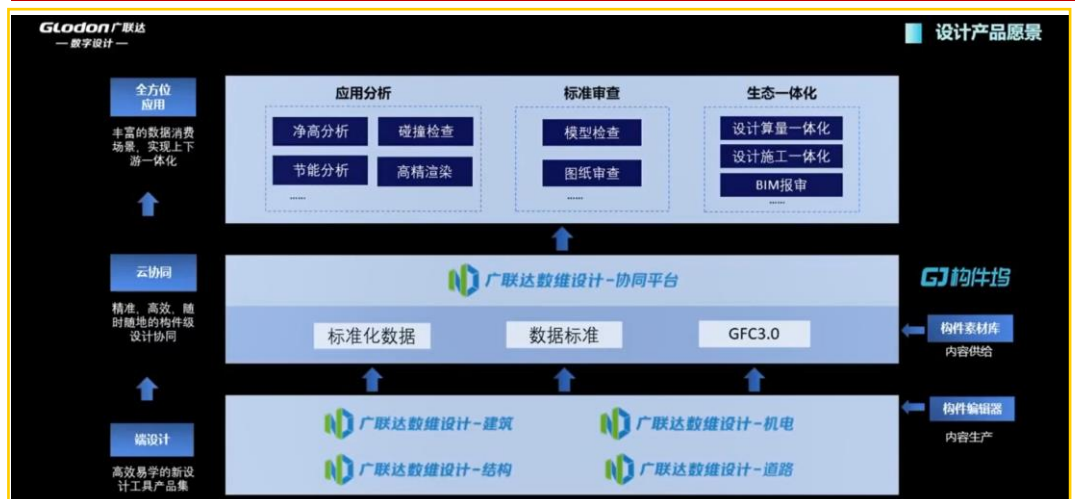 GLodon广联达
— 数字设计 —
设计产品愿景
全方位
应用
丰富的数据消费
场景，实现上下
游一体化
应用分析
净高分析
碰撞检查
节能分析
高精渲染
......
标准审查
模型检查
图纸审查
......
生态一体化
设计算量一体化
设计施工一体化
BIM报审
......
云协同
精准、高效、随
时随地的构件级
设计协同
广联达数维设计-协同平台
标准化数据
数据标准
GFC3.0
GJ构件坞
构件素材库
内容供给
端设计
高效易学的新设
计工具产品集
广联达数维设计-建筑
广联达数维设计-机电
广联达数维设计-结构
广联达数维设计-道路
构件编辑器
内容生产